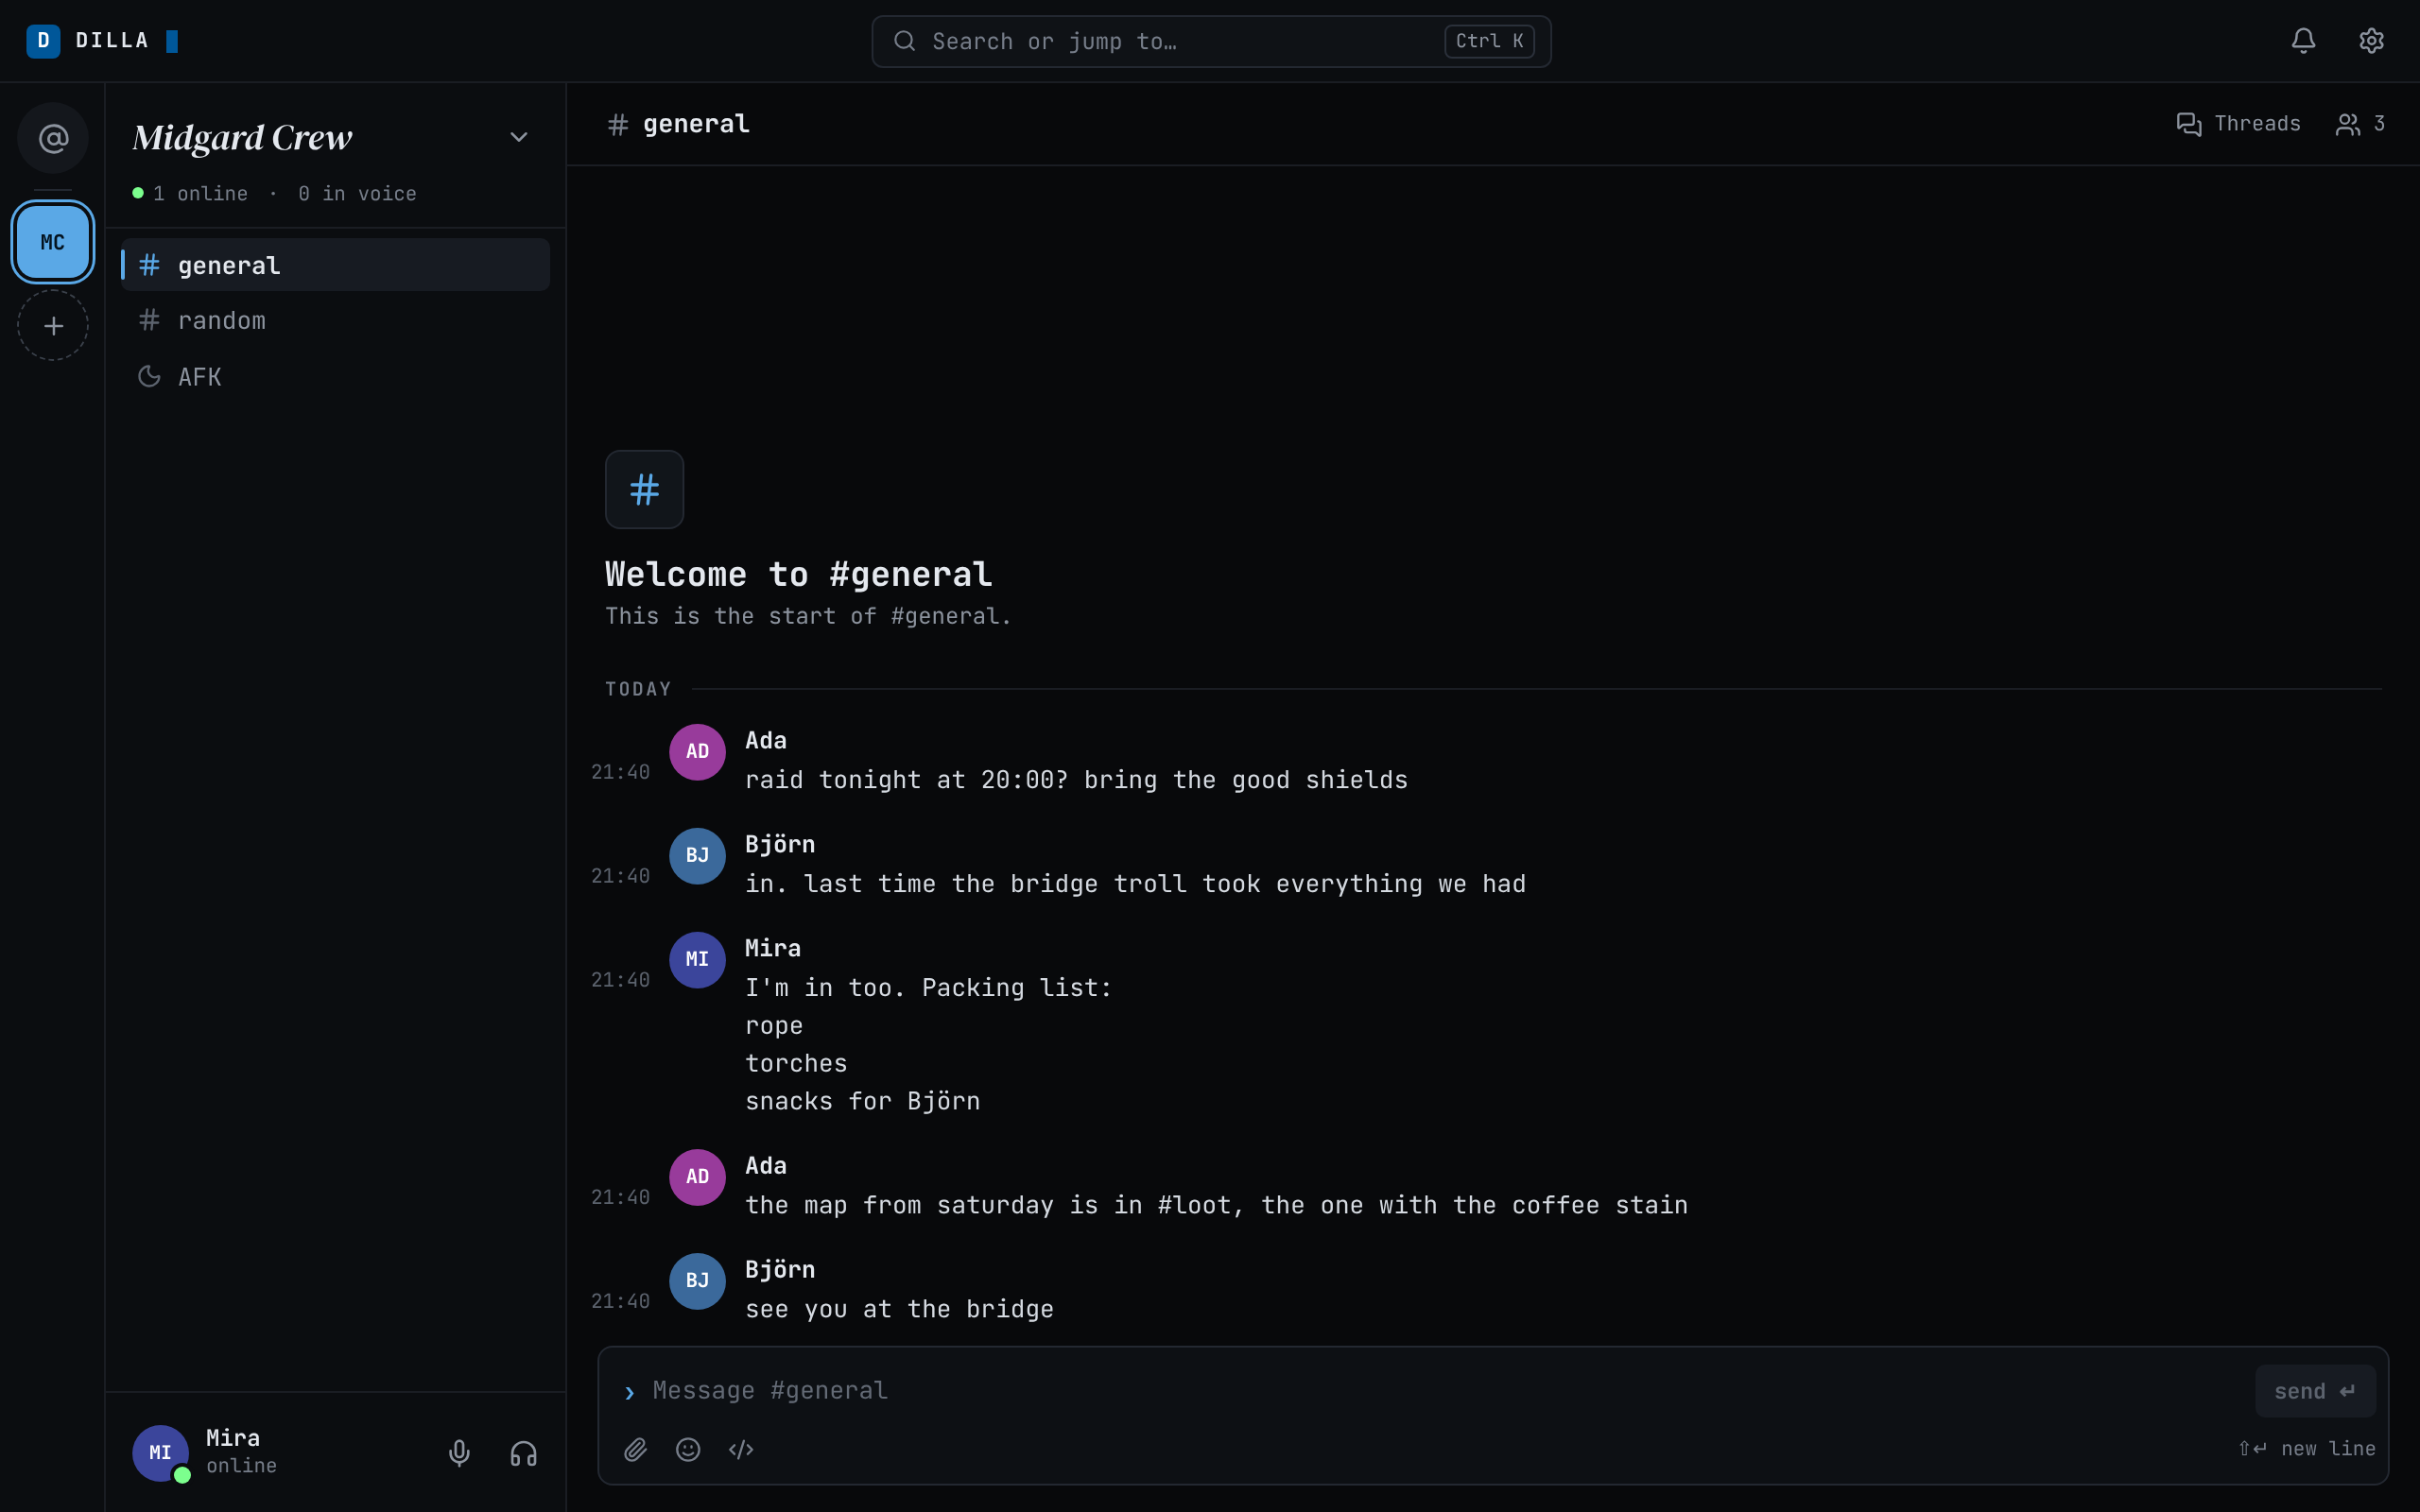 D DILLA
Search or jump to… Ctrl K
@
Midgard Crew
1 online · 0 in voice
MC
# general
# random
AFK
# general
Threads
3
#
Welcome to #general
This is the start of #general.
TODAY
AD Ada
21:40 raid tonight at 20:00? bring the good shields
BJ Björn
21:40 in. last time the bridge troll took everything we had
MI Mira
21:40 I'm in too. Packing list:
rope
torches
snacks for Björn
AD Ada
21:40 the map from saturday is in #loot, the one with the coffee stain
BJ Björn
21:40 see you at the bridge
› Message #general
send ↵
⇧↵ new line
MI Mira
online